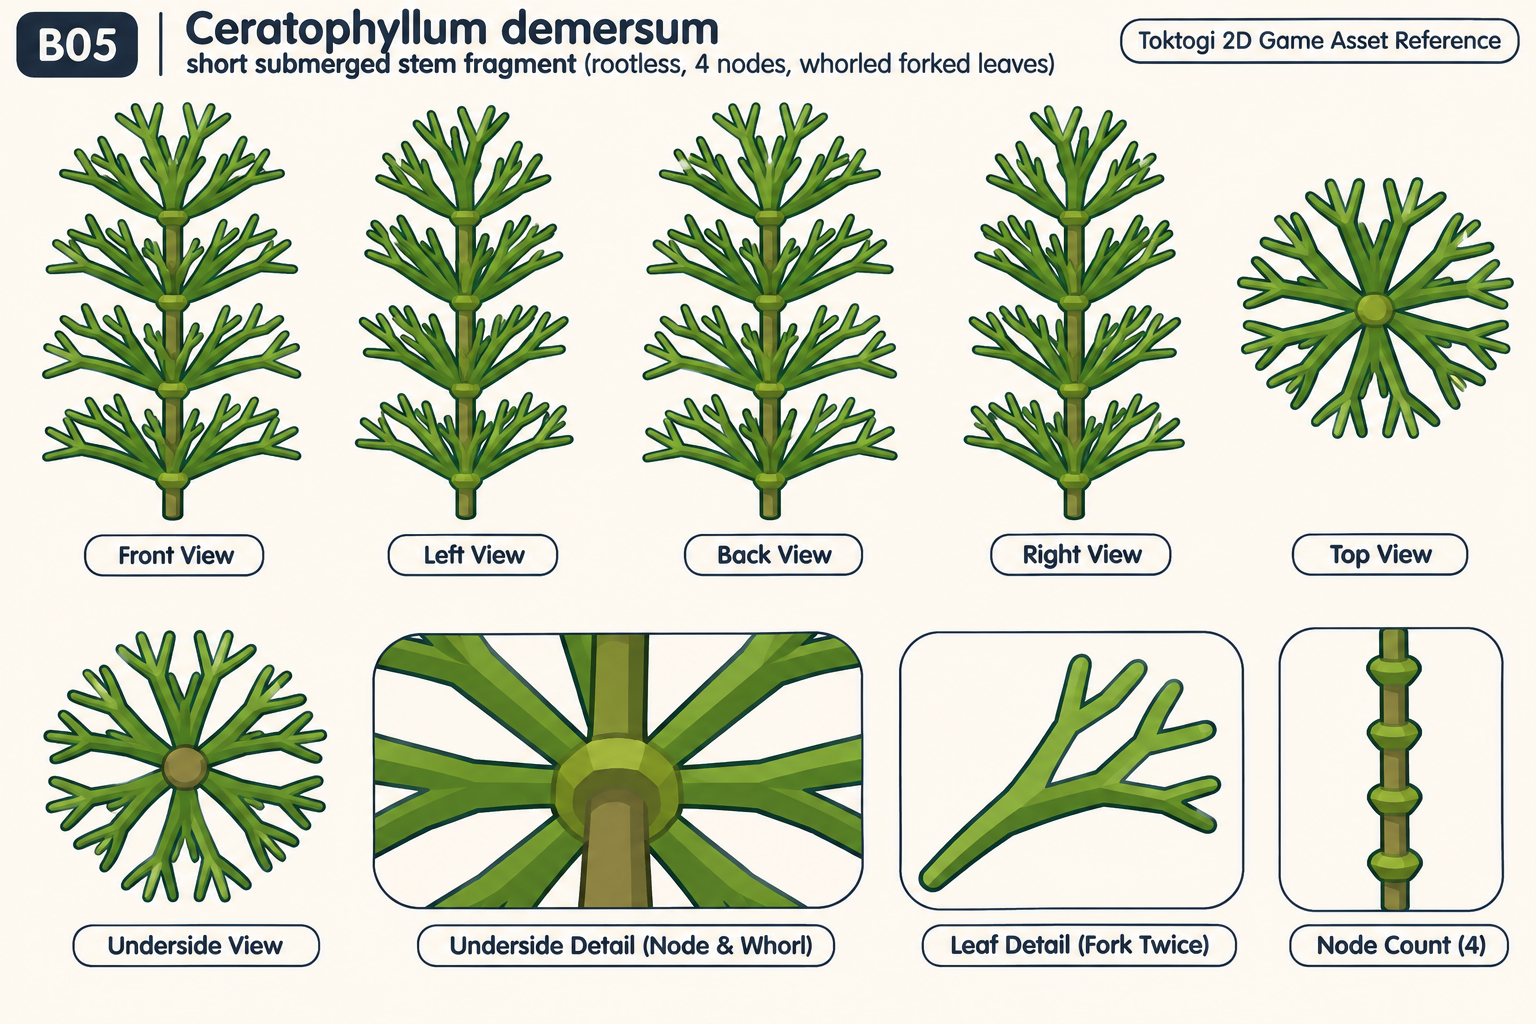 B05
Ceratophyllum demersum
short submerged stem fragment (rootless, 4 nodes, whorled forked leaves)
Toktogi 2D Game Asset Reference
Front View
Left View
Back View
Right View
Top View
Underside View
Underside Detail (Node & Whorl)
Leaf Detail (Fork Twice)
Node Count (4)